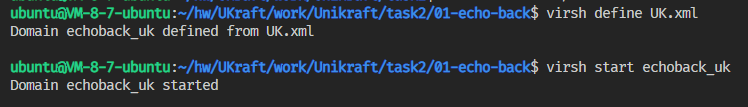 ubuntu@VM-8-7-ubuntu:~/hw/UKraft/work/Unikraft/task2/01-echo-back$ virsh define UK.xml
Domain echoback_uk defined from UK.xml
ubuntu@VM-8-7-ubuntu:~/hw/UKraft/work/Unikraft/task2/01-echo-back$ virsh start echoback_uk
Domain echoback_uk started